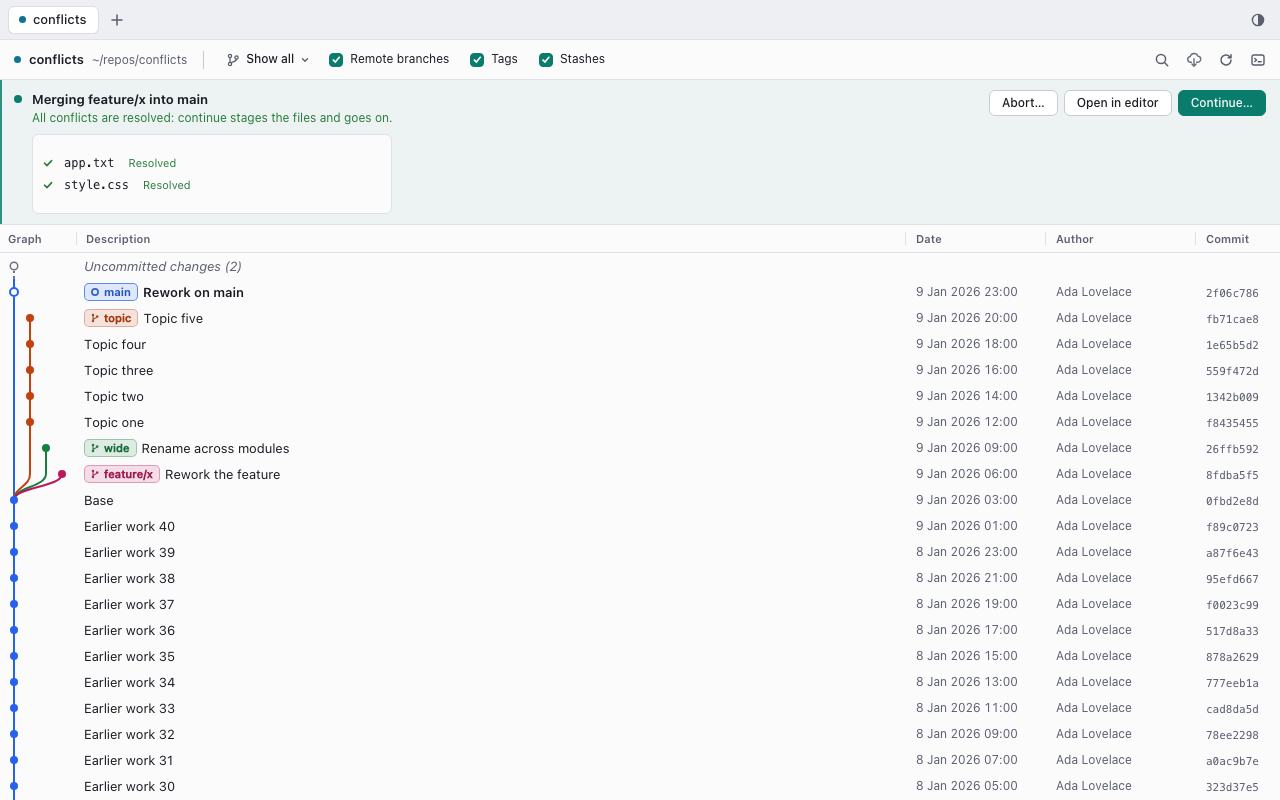 conflicts
conflicts ~/repos/conflicts Show all Remote branches Tags Stashes
Merging feature/x into main
All conflicts are resolved: continue stages the files and goes on.
Abort... Open in editor Continue...
app.txt Resolved
style.css Resolved
Graph Description Date Author Commit
Uncommitted changes (2)
main Rework on main 9 Jan 2026 23:00 Ada Lovelace 2f06c786
topic Topic five 9 Jan 2026 20:00 Ada Lovelace fb71cae8
Topic four 9 Jan 2026 18:00 Ada Lovelace 1e65b5d2
Topic three 9 Jan 2026 16:00 Ada Lovelace 559f472d
Topic two 9 Jan 2026 14:00 Ada Lovelace 1342b009
Topic one 9 Jan 2026 12:00 Ada Lovelace f8435455
wide Rename across modules 9 Jan 2026 09:00 Ada Lovelace 26ffb592
feature/x Rework the feature 9 Jan 2026 06:00 Ada Lovelace 8fdba5f5
Base 9 Jan 2026 03:00 Ada Lovelace 0fbd2e8d
Earlier work 40 9 Jan 2026 01:00 Ada Lovelace f89c0723
Earlier work 39 8 Jan 2026 23:00 Ada Lovelace a87f6e43
Earlier work 38 8 Jan 2026 21:00 Ada Lovelace 95efd667
Earlier work 37 8 Jan 2026 19:00 Ada Lovelace f0023c99
Earlier work 36 8 Jan 2026 17:00 Ada Lovelace 517d8a33
Earlier work 35 8 Jan 2026 15:00 Ada Lovelace 878a2629
Earlier work 34 8 Jan 2026 13:00 Ada Lovelace 777eeb1a
Earlier work 33 8 Jan 2026 11:00 Ada Lovelace cad8da5d
Earlier work 32 8 Jan 2026 09:00 Ada Lovelace 78ee2298
Earlier work 31 8 Jan 2026 07:00 Ada Lovelace a0ac9b7e
Earlier work 30 8 Jan 2026 05:00 Ada Lovelace 323d37e5